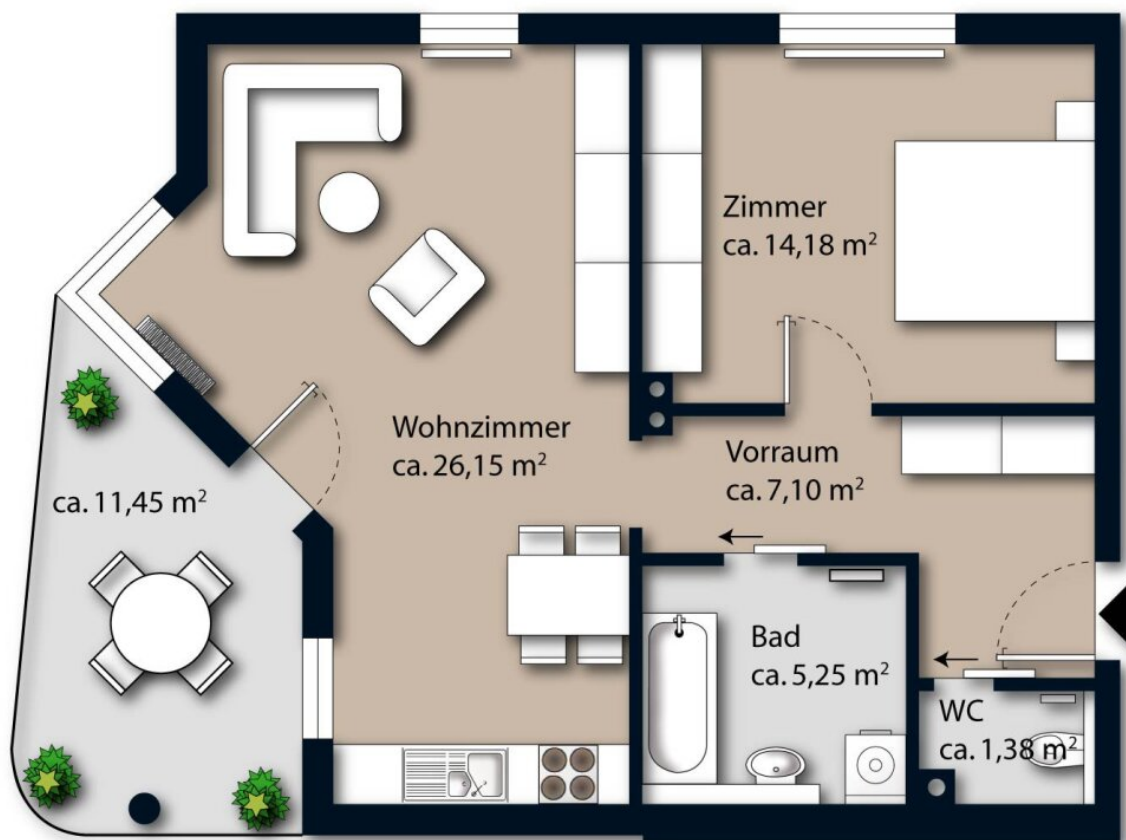 Zimmer
ca. 14,18 m²
Wohnzimmer
ca. 26,15 m²
Vorraum
ca. 7,10 m²
ca. 11,45 m²
Bad
ca. 5,25 m²
WC
ca. 1,38 m²